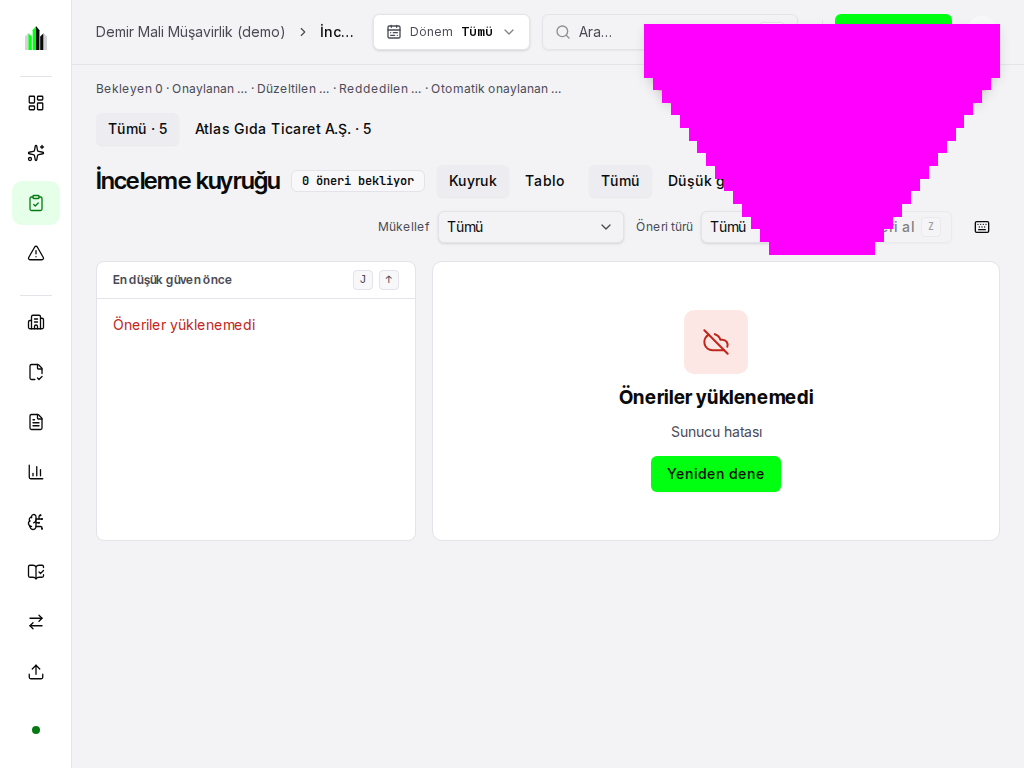 Demir Mali Müşavirlik (demo) › İnc... Dönem Tümü Ara...
Bekleyen 0 · Onaylanan ... · Düzeltilen ... · Reddedilen ... · Otomatik onaylanan ...
Tümü · 5 Atlas Gıda Ticaret A.Ş. · 5
İnceleme kuyruğu 0 öneri bekliyor Kuyruk Tablo Tümü Düşük
Mükellef Tümü Öneri türü Tümü al Z
En düşük güven önce J ↑
Öneriler yüklenemedi
Öneriler yüklenemedi
Sunucu hatası
Yeniden dene